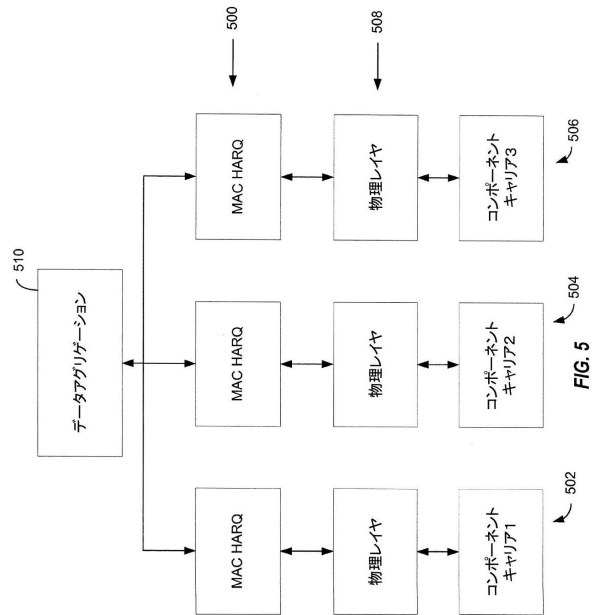 510
データアグリゲーション
500
MAC HARQ
MAC HARQ
MAC HARQ
508
物理レイヤ
物理レイヤ
物理レイヤ
コンポーネント
キャリア1
コンポーネント
キャリア2
コンポーネント
キャリア3
502
504
506
FIG. 5